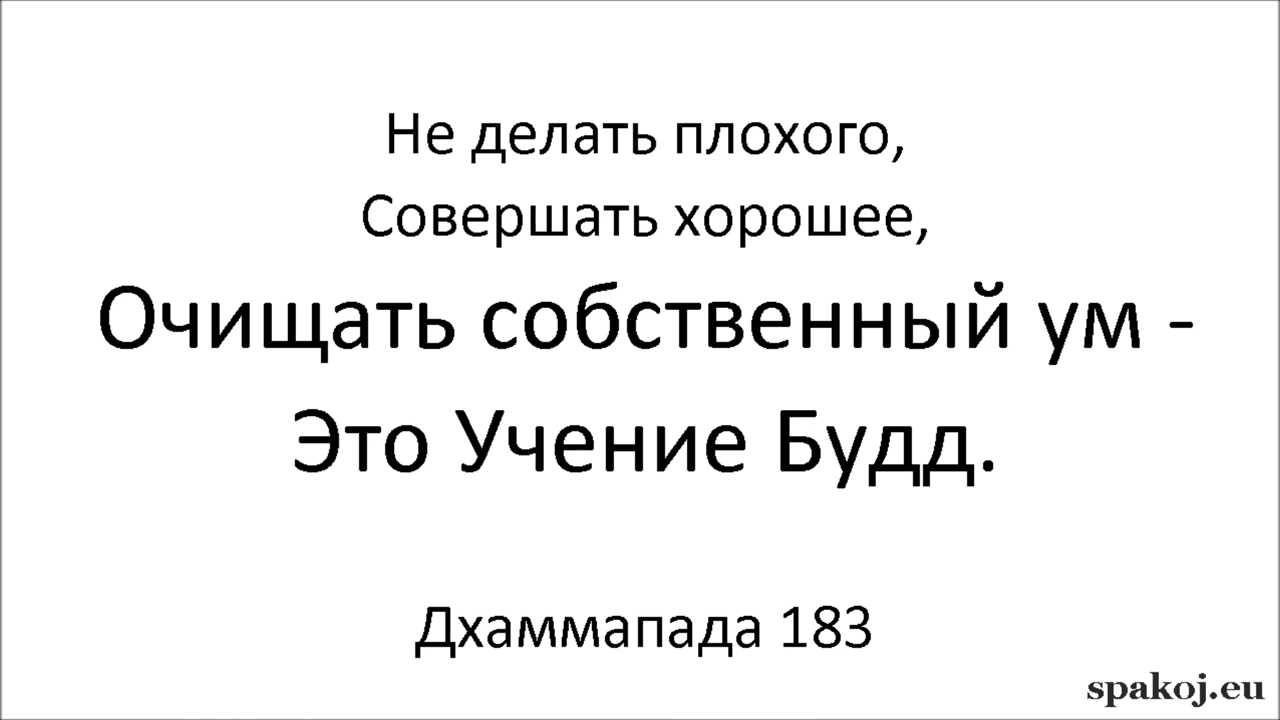 Не делать плохого,
Совершать хорошее,
Очищать собственный ум -
Это Учение Будд.
Дхаммапада 183
spakoj.eu